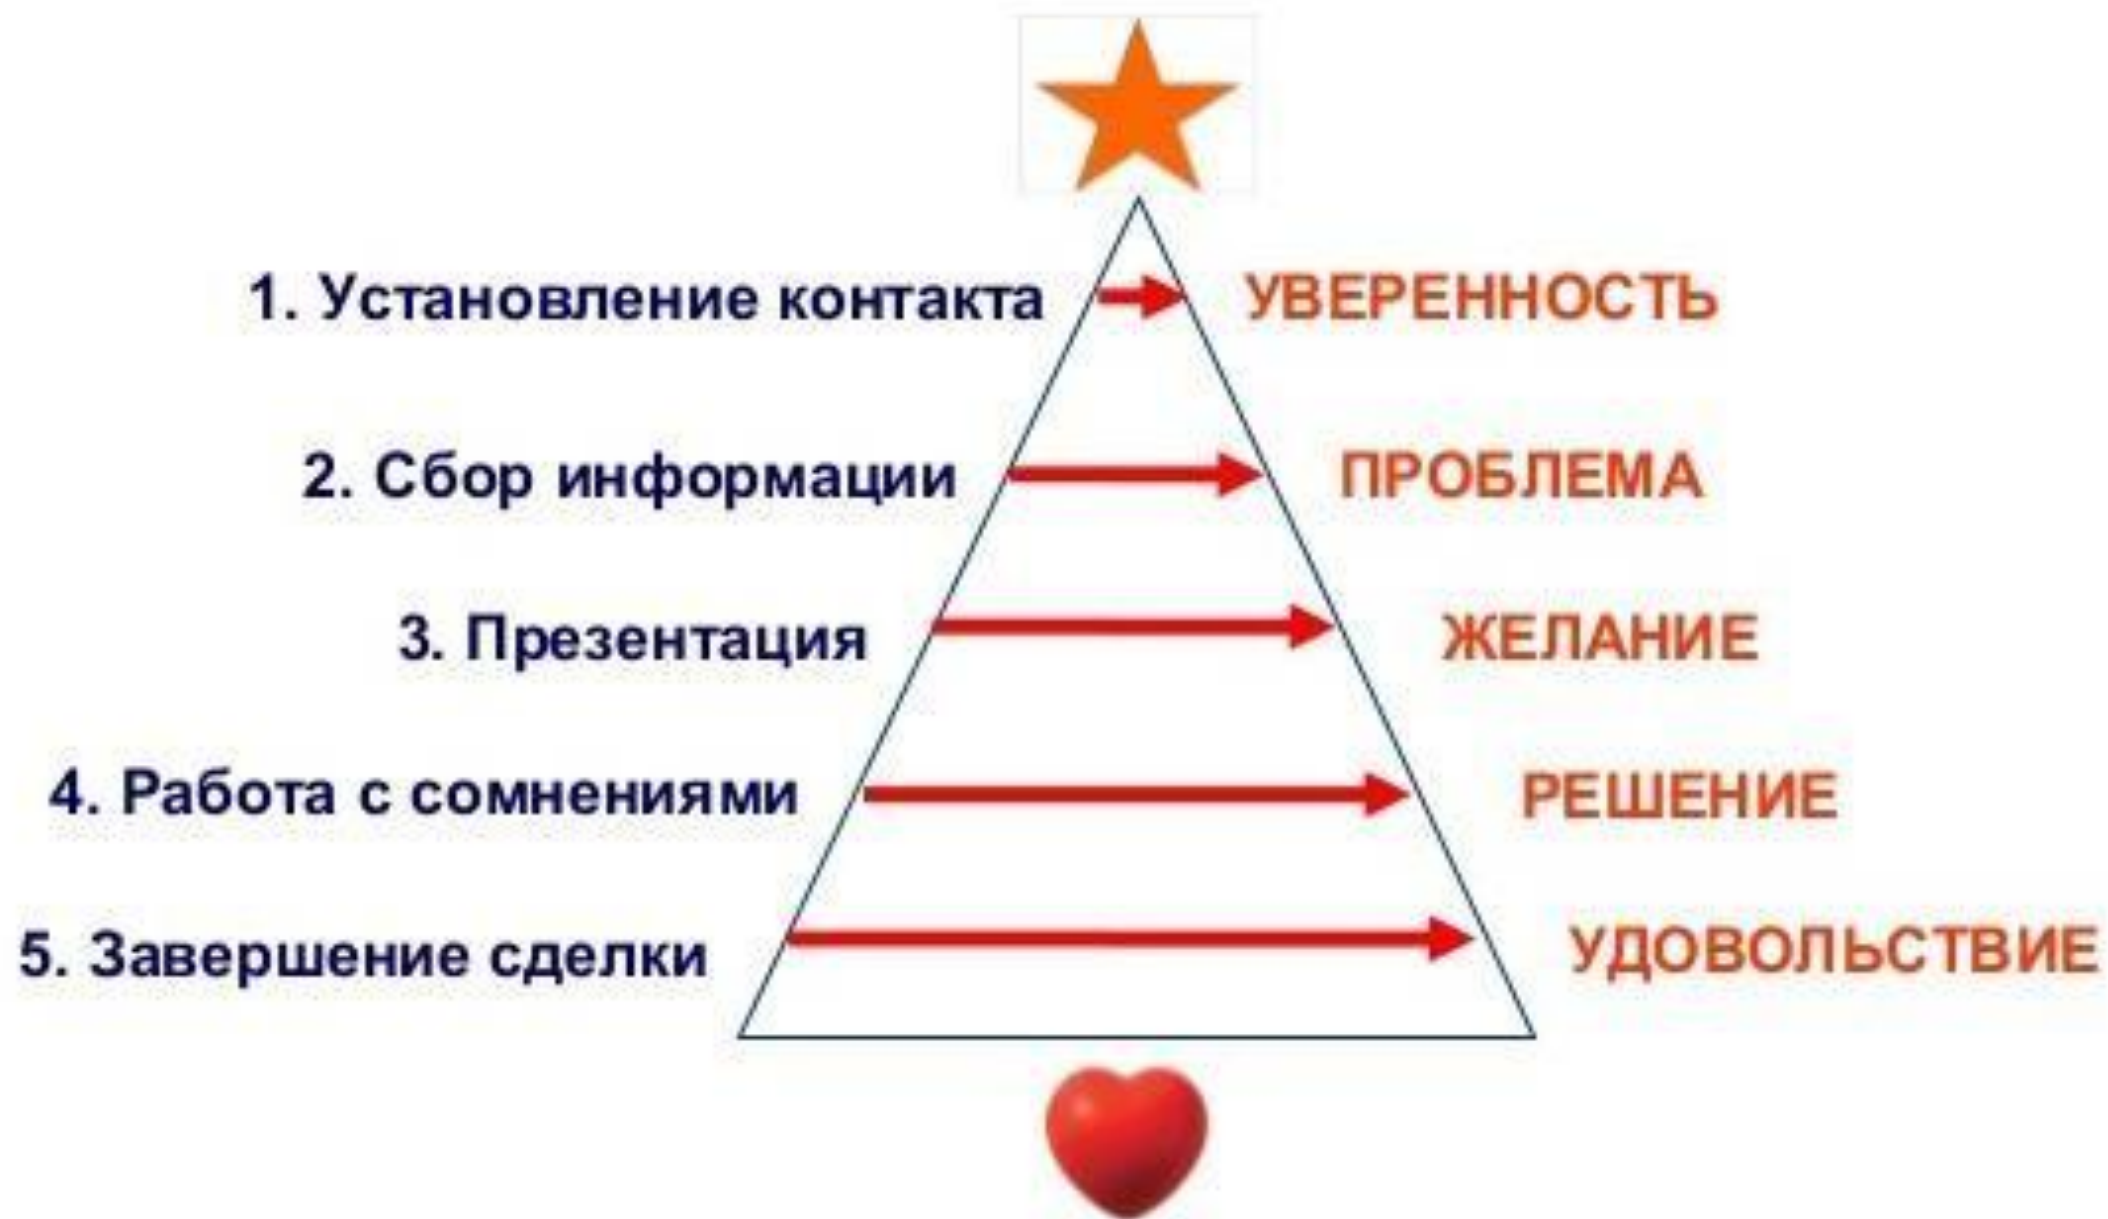 1. Установление контакта УВЕРЕННОСТЬ
2. Сбор информации ПРОБЛЕМА
3. Презентация ЖЕЛАНИЕ
4. Работа с сомнениями РЕШЕНИЕ
5. Завершение сделки УДОВОЛЬСТВИЕ